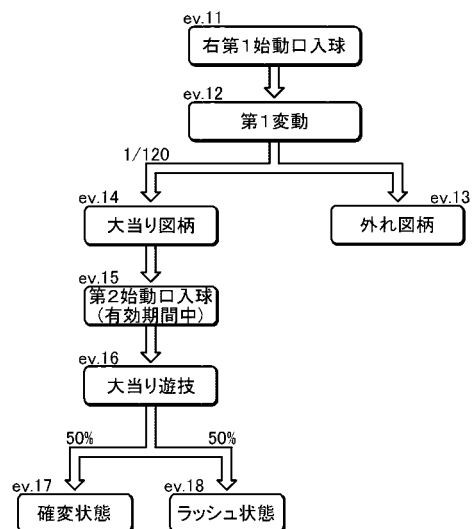 ev.11
右第1始動口入球
ev.12
第1変動
1/120
ev.13
外れ図柄
ev.14
大当り図柄
ev.15
第2始動口入球
(有効期間中)
ev.16
大当り遊技
50%
50%
ev.17
確変状態
ev.18
ラッシュ状態